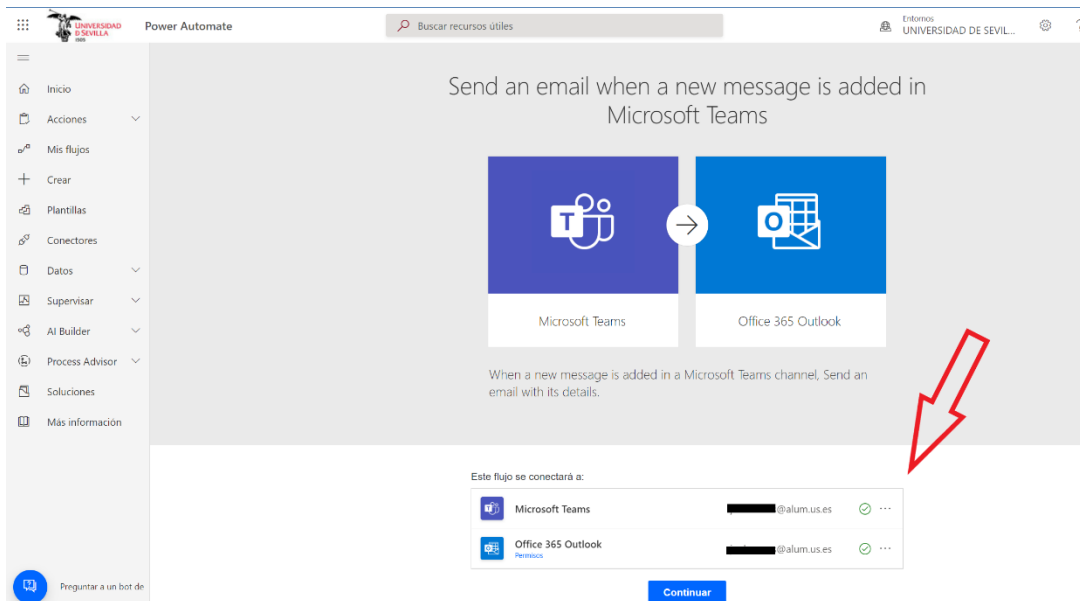 UNIVERSIDAD
D SEVILLA
1505
Power Automate
Buscar recursos útiles
Entornos
UNIVERSIDAD DE SEVIL...
Inicio
Acciones
Mis flujos
Crear
Plantillas
Conectores
Datos
Supervisar
AI Builder
Process Advisor
Soluciones
Más información
Preguntar a un bot de
Send an email when a new message is added in
Microsoft Teams
T
O
Microsoft Teams
Office 365 Outlook
When a new message is added in a Microsoft Teams channel, Send an
email with its details.
Este flujo se conectará a:
Microsoft Teams
@alum.us.es
Office 365 Outlook
Permisos
@alum.us.es
Continuar